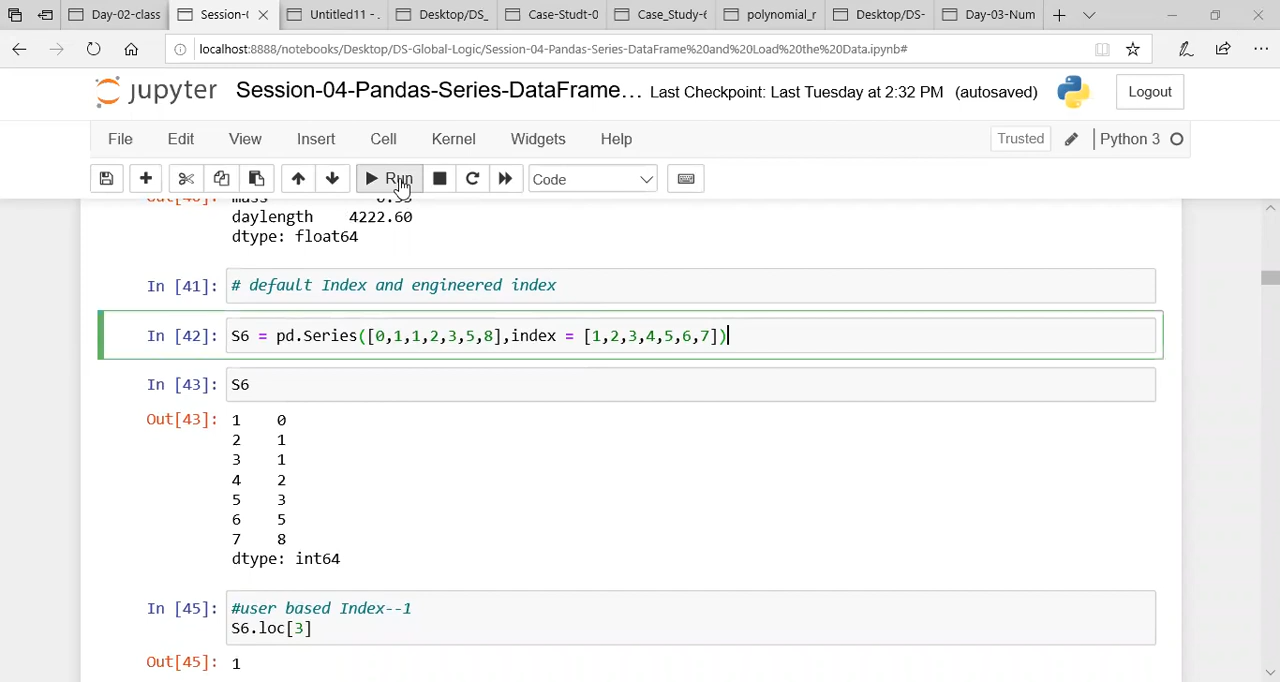 Day-02-class
Session-(
Untitled11 - .
Desktop/DS_
Case-Studt-0
Case_Study-6
polynomial_r
Desktop/DS-
Day-03-Num
localhost:8888/notebooks/Desktop/DS-Global-Logic/Session-04-Pandas-Series-DataFrame%20and%20Load%20the%20Data.ipynb#
jupyter Session-04-Pandas-Series-DataFrame... Last Checkpoint: Last Tuesday at 2:32 PM (autosaved)
Logout
File Edit View Insert Cell Kernel Widgets Help
Trusted
Python 3
Run
Code
daylength 4222.60
dtype: float64
In [41]: # default Index and engineered index
In [42]: S6 = pd.Series([0,1,1,2,3,5,8],index = [1,2,3,4,5,6,7])
In [43]: S6
Out[43]: 1 0
2 1
3 1
4 2
5 3
6 5
7 8
dtype: int64
In [45]: #user based Index--1
S6.loc[3]
Out[45]: 1